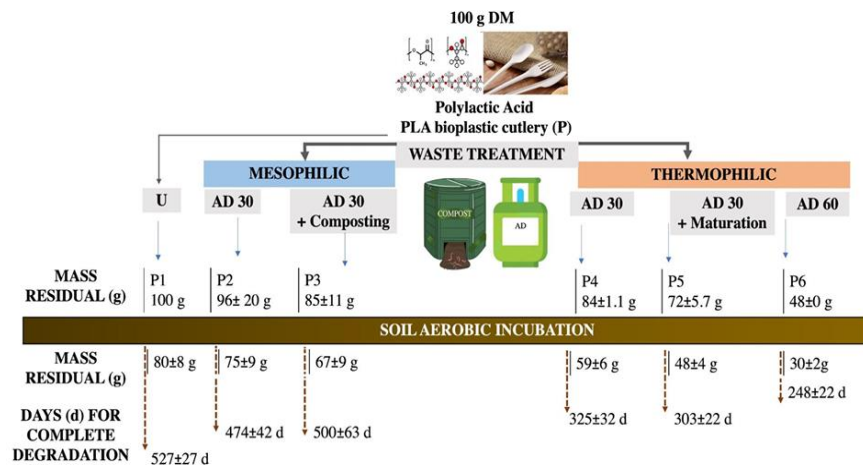 100 g DM
Polylactic Acid
PLA bioplastic cutlery (P)
WASTE TREATMENT
MESOPHILIC
THERMOPHILIC
U
AD 30
AD 30
+ Composting
COMPOST
AD
AD 30
AD 30
+ Maturation
AD 60
MASS
RESIDUAL (g)
P1
100 g
P2
96± 20 g
P3
85±11 g
P4
84±1.1 g
P5
72±5.7 g
P6
48±0 g
SOIL AEROBIC INCUBATION
MASS
RESIDUAL (g)
80±8 g
75±9 g
67±9 g
59±6 g
48±4 g
30±2g
DAYS (d) FOR
COMPLETE
DEGRADATION
527±27 d
474±42 d
500±63 d
325±32 d
303±22 d
248±22 d